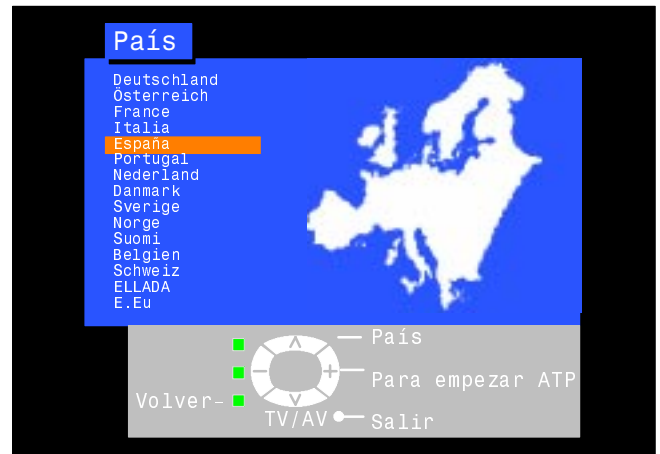 País
Deutschland
Österreich
France
Italia
España
Portugal
Nederland
Danmark
Sverige
Norge
Suomi
Belgien
Schweiz
ELLADA
E.Eu
País
Para empezar ATP
Volver
TV/AV
Salir